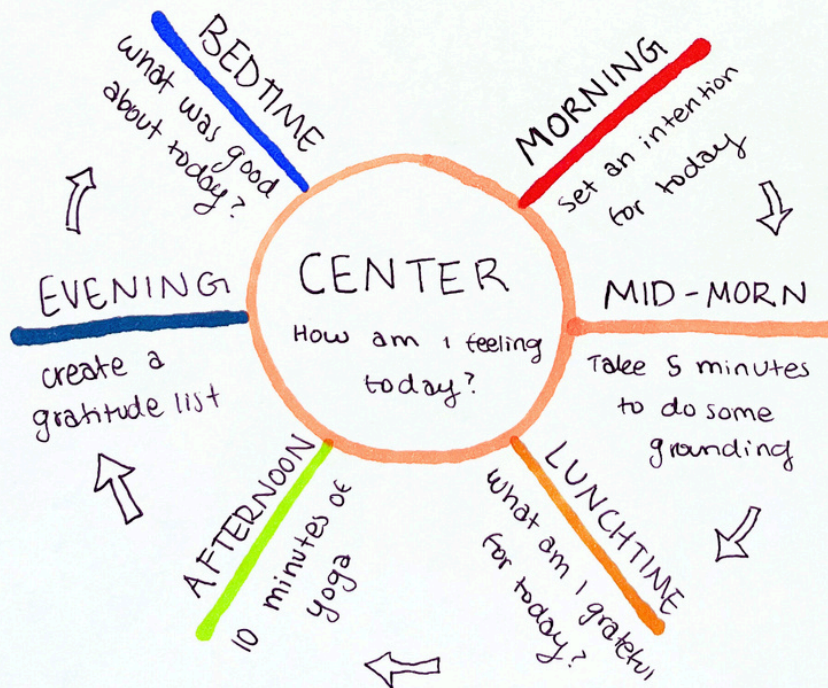 CENTER
How am I feeling
today?
MORNING
Set an intention
for today
MID-MORN
Take 5 minutes
to do some
grounding
LUNCHTIME
What am I grateful
for today?
AFTERNOON
10 minutes of
yoga
EVENING
create a
gratitude list
BEDTIME
what was good
about today?